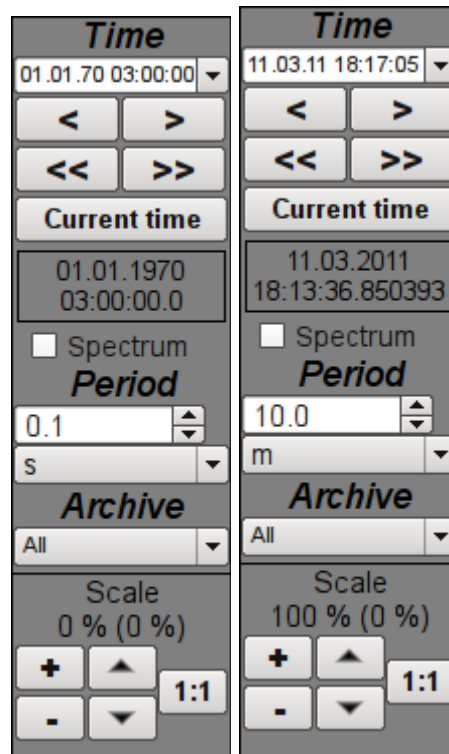 Time
01.01.70 03:00:00
< >
<< >>
Current time
01.01.1970
03:00:00.0
Spectrum
Period
0.1
s
Archive
All
Scale
0 % (0 %)
+
1:1
-
Time
11.03.11 18:17:05
< >
<< >>
Current time
11.03.2011
18:13:36.850393
Spectrum
Period
10.0
m
Archive
All
Scale
100 % (0 %)
+
1:1
-